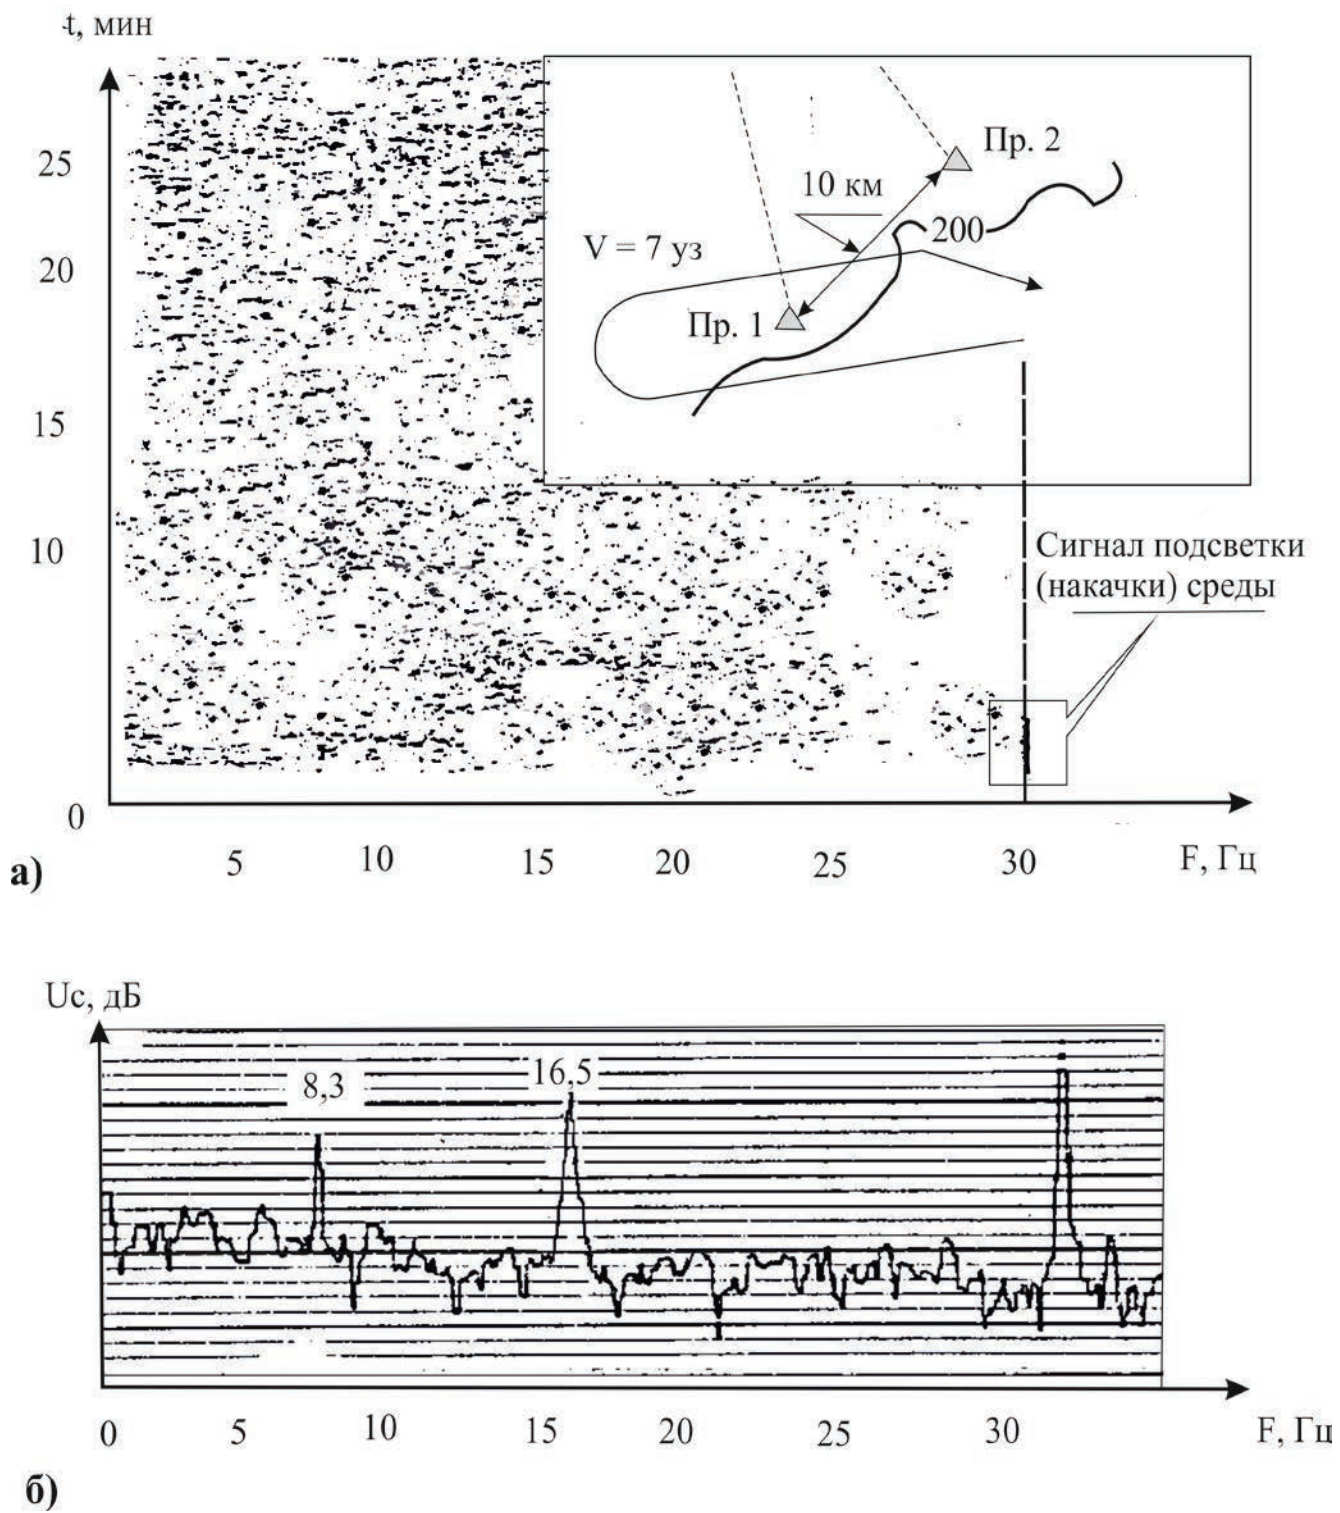 t, мин
25
20
15
10
0
V = 7 уз
10 км
Пр. 2
200
Пр. 1
Сигнал подсветки
(накачки) среды
5 10 15 20 25 30 F, Гц
а)
Uc, дБ
8,3
16,5
0 5 10 15 20 25 30 F, Гц
б)